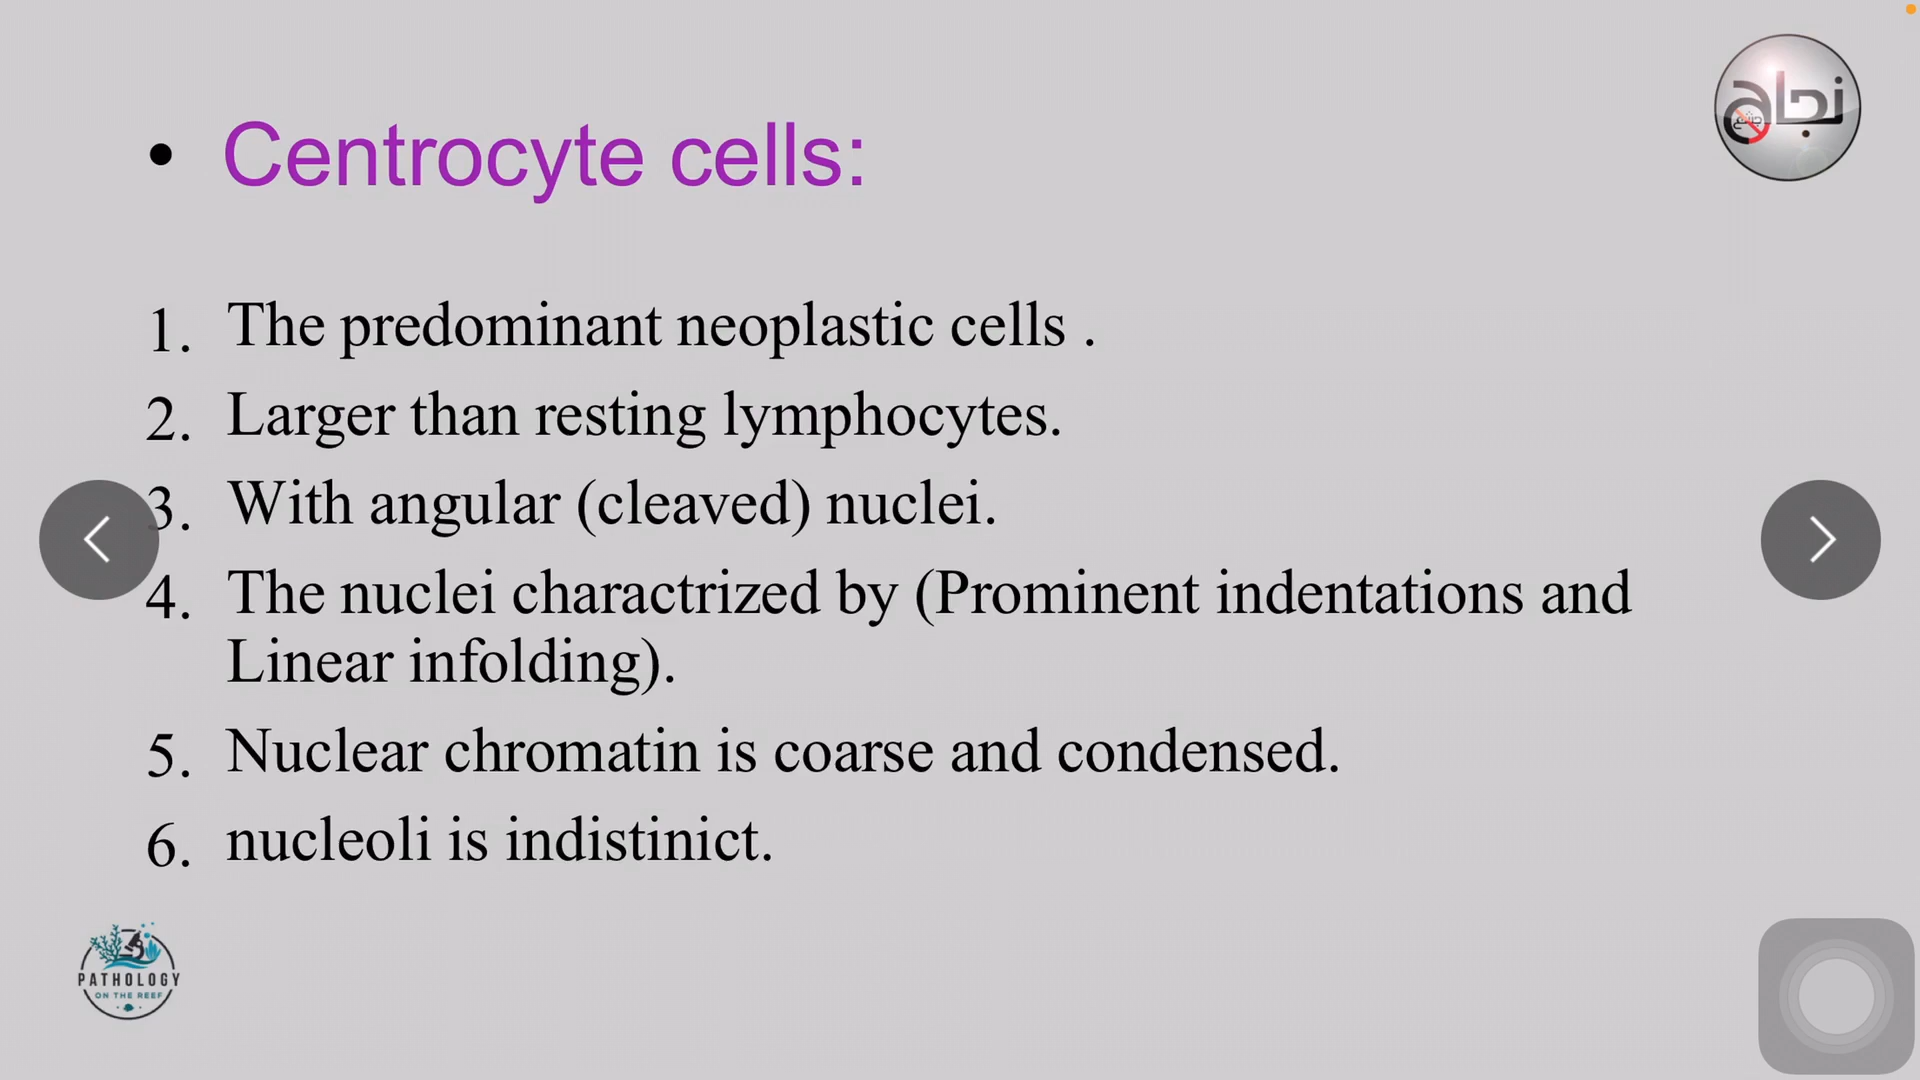 • Centrocyte cells:
1. The predominant neoplastic cells .
2. Larger than resting lymphocytes.
3. With angular (cleaved) nuclei.
4. The nuclei charactrized by (Prominent indentations and
Linear infolding).
5. Nuclear chromatin is coarse and condensed.
6. nucleoli is indistinict.
PATHOLOGY
ON THE REEF